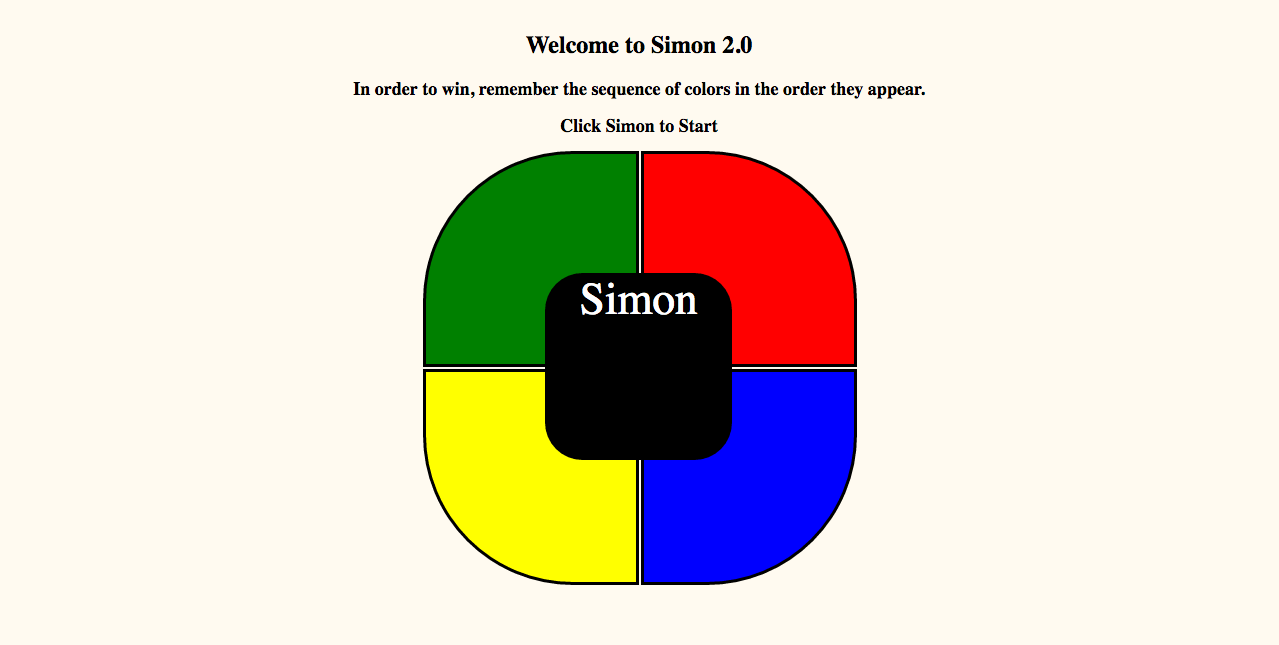 Welcome to Simon 2.0
In order to win, remember the sequence of colors in the order they appear.
Click Simon to Start
Simon